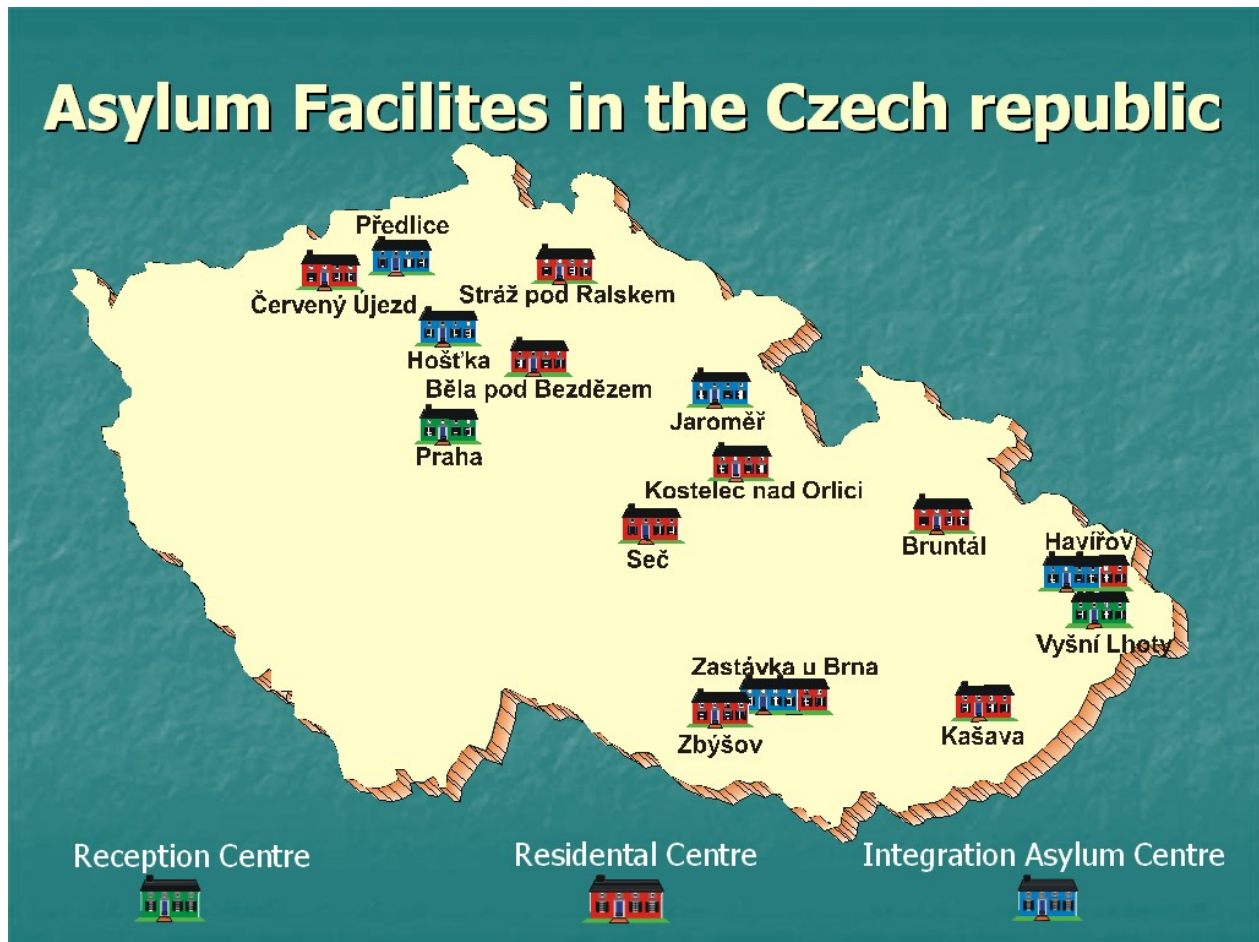 Asylum Facilites in the Czech republic
Předlice
Červený Újezd
Stráž pod Ralskem
Hošťka
Běla pod Bezdězem
Jaroměř
Praha
Kostelec nad Orlici
Seč
Bruntál
Havířov
Vyšní Lhoty
Zastávka u Brna
Zbýšov
Kašava
Reception Centre
Residental Centre
Integration Asylum Centre